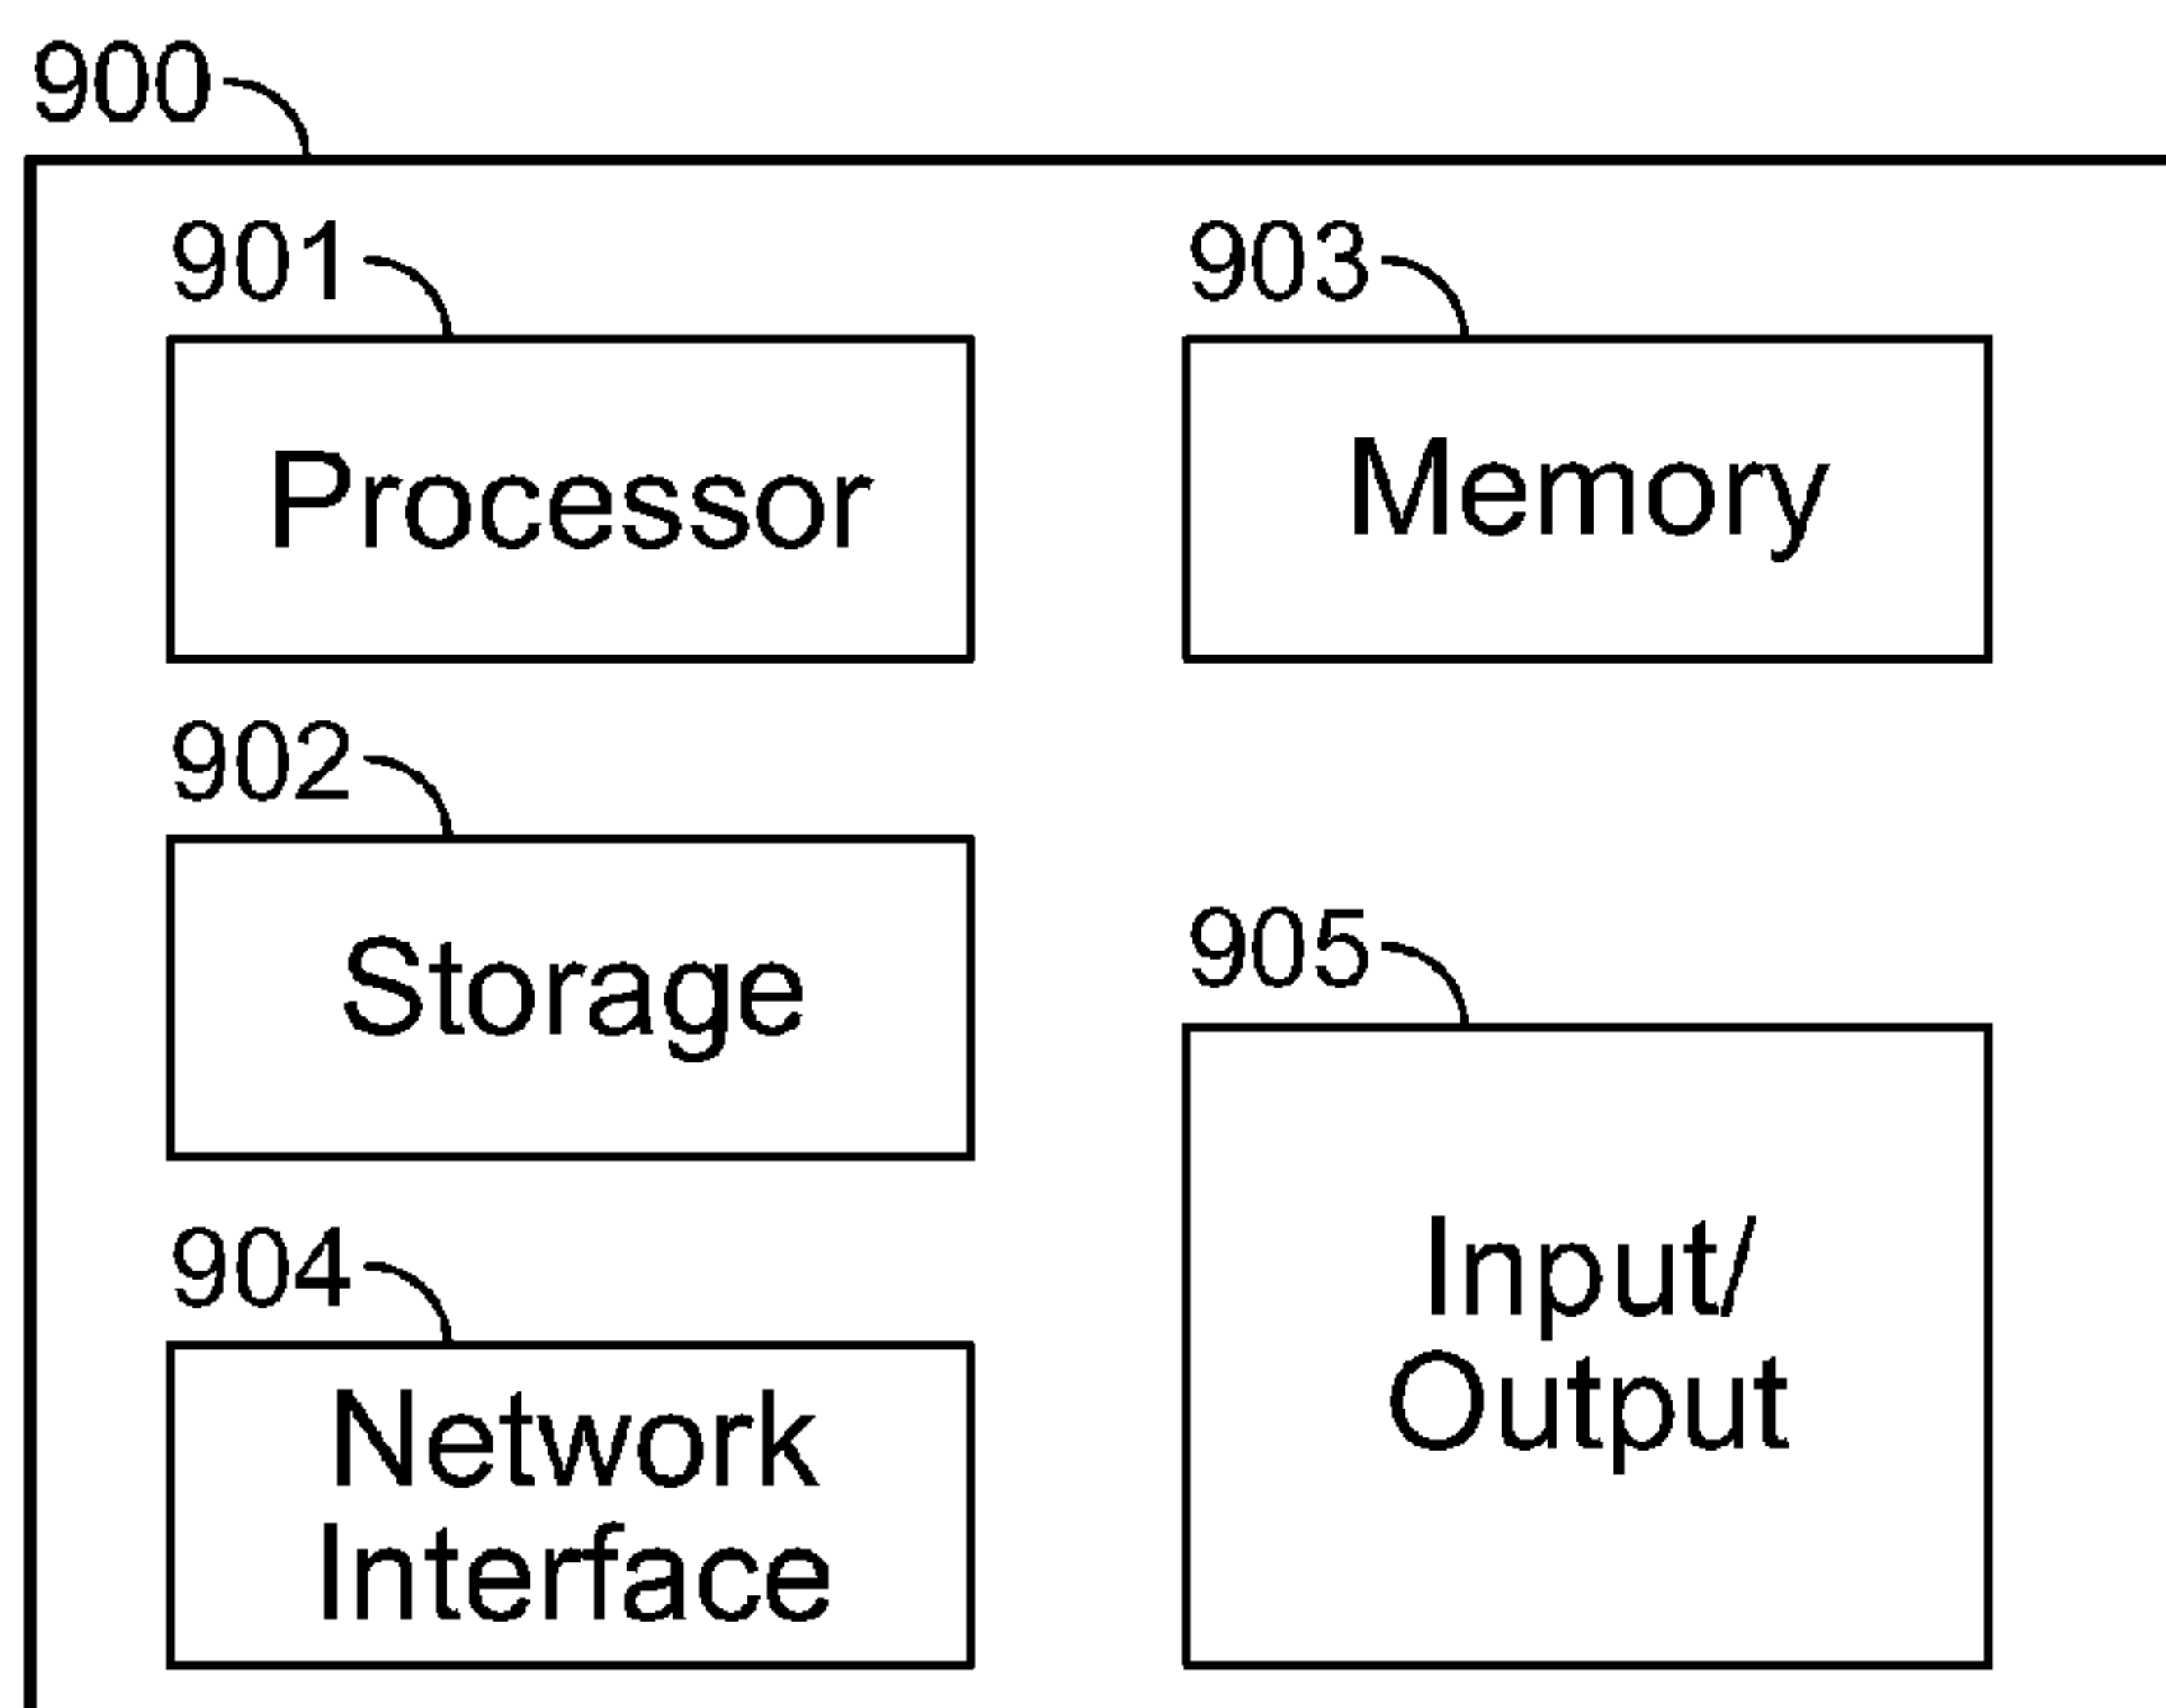 900
901
Processor
903
Memory
902
Storage
905
Input/
Output
904
Network
Interface